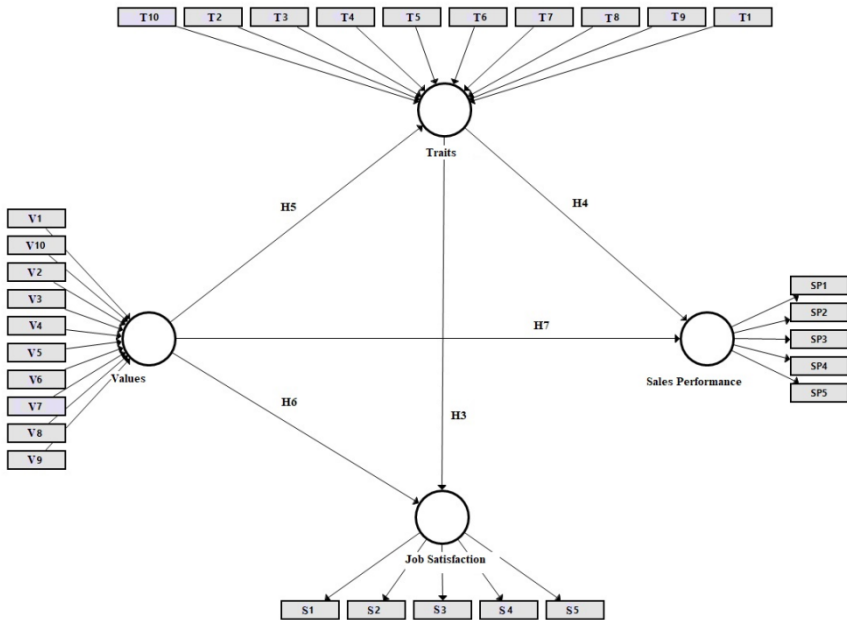 T10 T2 T3 T4 T5 T6 T7 T8 T9 T1
Traits
H5
H4
V1
V10
V2
V3
V4
V5
V6
V7
V8
V9
Values
H7
SP1
SP2
SP3
SP4
SP5
Sales Performance
H6
H3
Job Satisfaction
S1 S2 S3 S4 S5